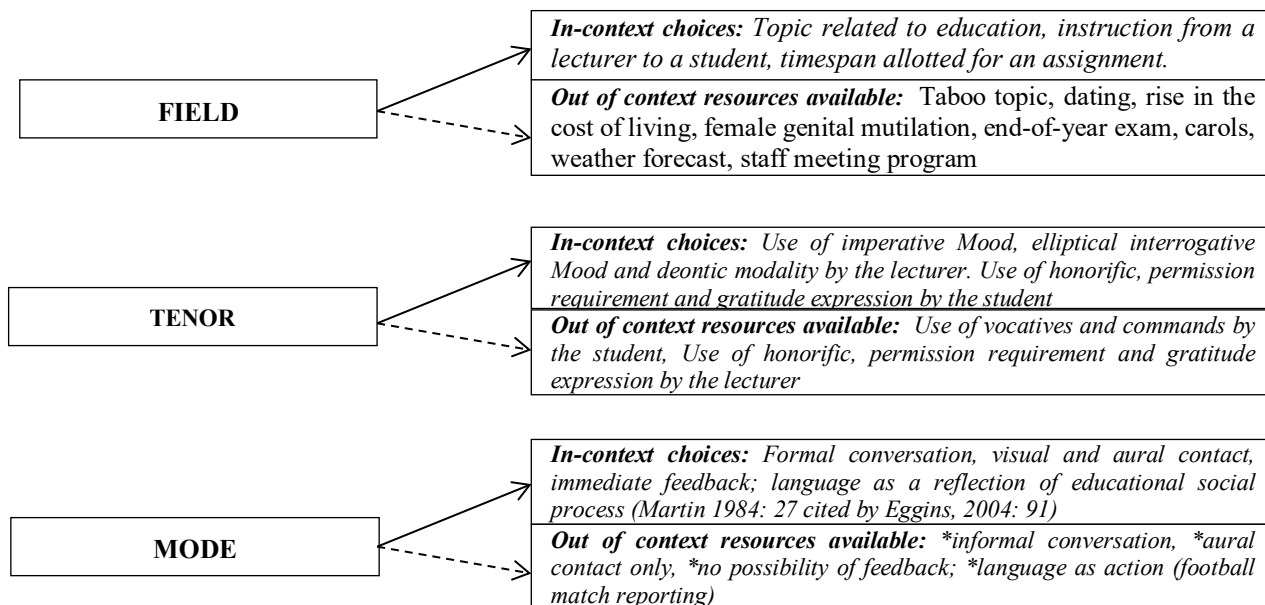 FIELD
In-context choices: Topic related to education, instruction from a
lecturer to a student, timespan allotted for an assignment.
Out of context resources available: Taboo topic, dating, rise in the
cost of living, female genital mutilation, end-of-year exam, carols,
weather forecast, staff meeting program
TENOR
In-context choices: Use of imperative Mood, elliptical interrogative
Mood and deontic modality by the lecturer. Use of honorific, permission
requirement and gratitude expression by the student
Out of context resources available: Use of vocatives and commands by
the student, Use of honorific, permission requirement and gratitude
expression by the lecturer
MODE
In-context choices: Formal conversation, visual and aural contact,
immediate feedback; language as a reflection of educational social
process (Martin 1984: 27 cited by Eggins, 2004: 91)
Out of context resources available: *informal conversation, *aural
contact only, *no possibility of feedback; *language as action (football
match reporting)